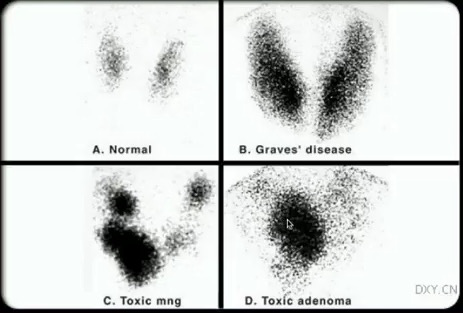 A. Normal
B. Graves' disease
C. Toxic mng
D. Toxic adenoma
DXY.CN